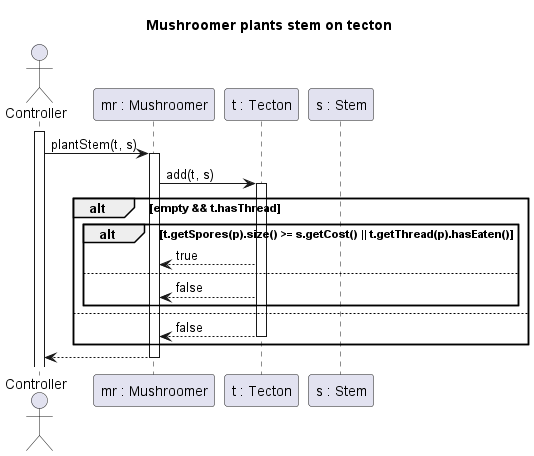 Mushroomer plants stem on tecton
Controller
mr : Mushroomer
t : Tecton
s : Stem
plantStem(t, s)
add(t, s)
alt
[empty && t.hasThread]
alt
[t.getSpores(p).size() >= s.getCost() || t.getThread(p).hasEaten()]
true
false
false
Controller
mr : Mushroomer
t : Tecton
s : Stem